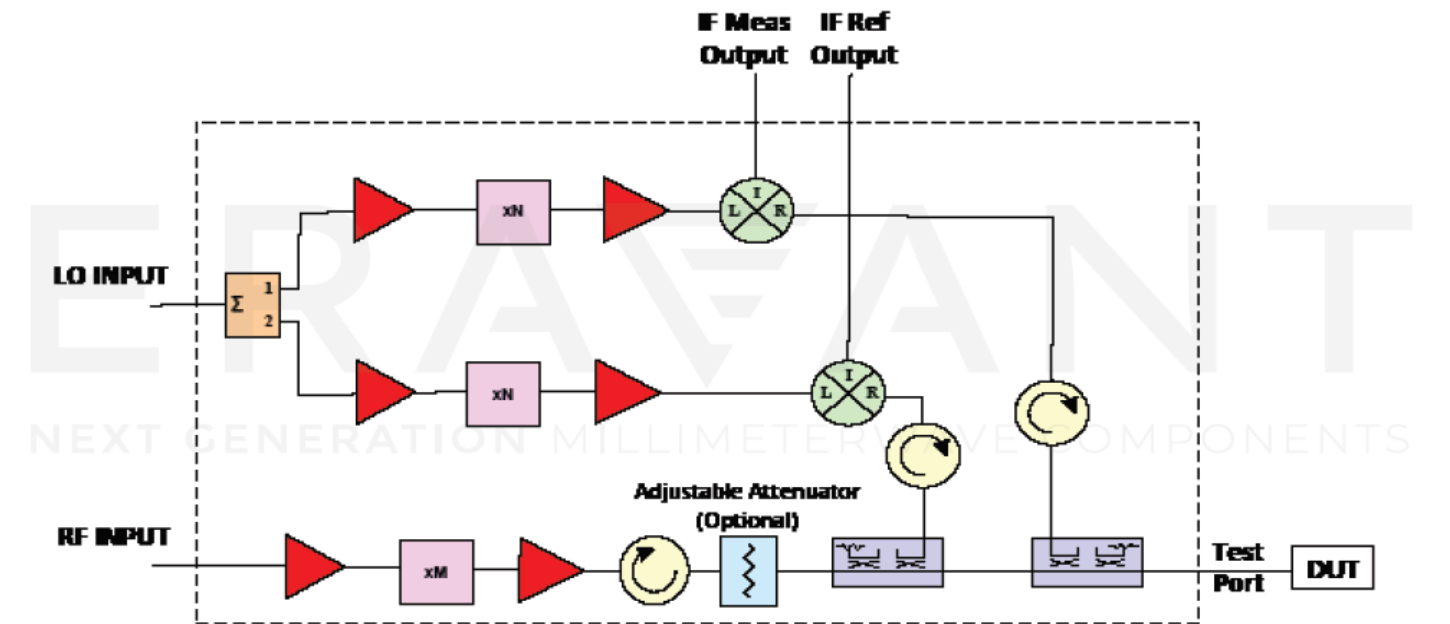 IF Meas IF Ref
Output Output
ERAVANT
xN
L I R
LO INPUT
Σ 1
2
xN
L I R
NEXT GENERATION MILLIMETERWAVE COMPONENTS
Adjustable Attenuator
(Optional)
RF INPUT
xM
Test
Port
DUT